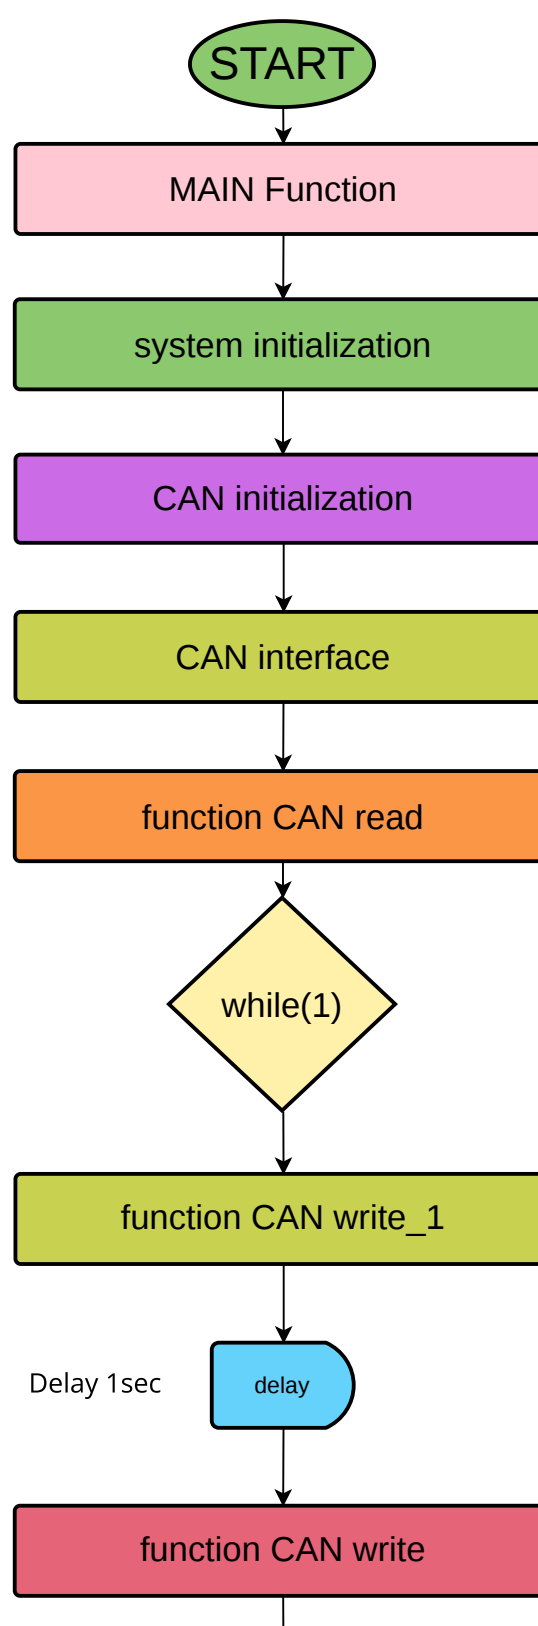 START
MAIN Function
system initialization
CAN initialization
CAN interface
function CAN read
while(1)
function CAN write_1
Delay 1sec
delay
function CAN write